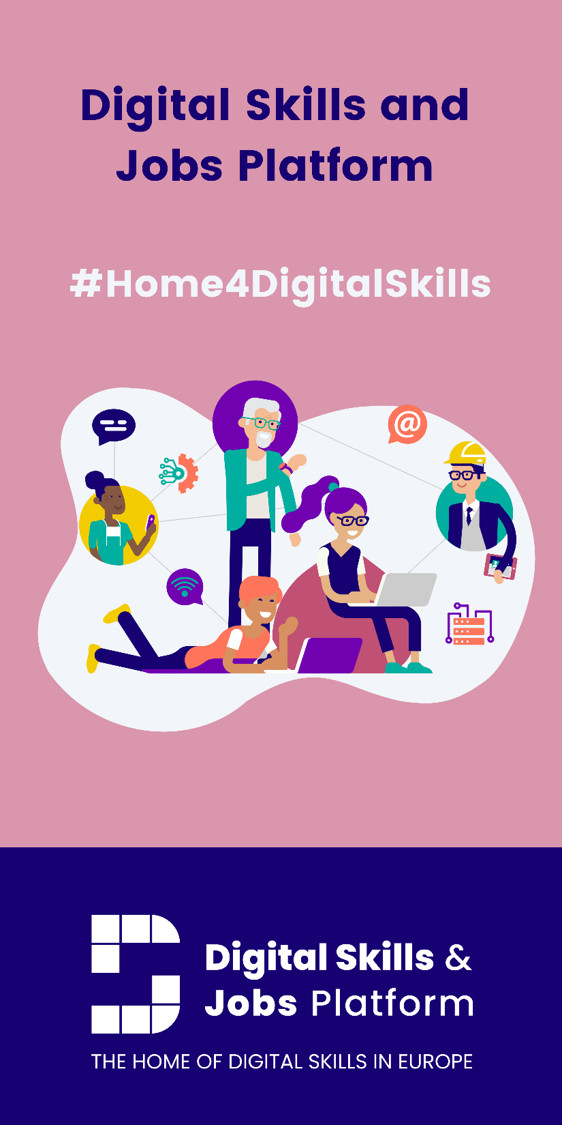 Digital Skills and
Jobs Platform
#Home4DigitalSkills
@
Digital Skills &
Jobs Platform
THE HOME OF DIGITAL SKILLS IN EUROPE